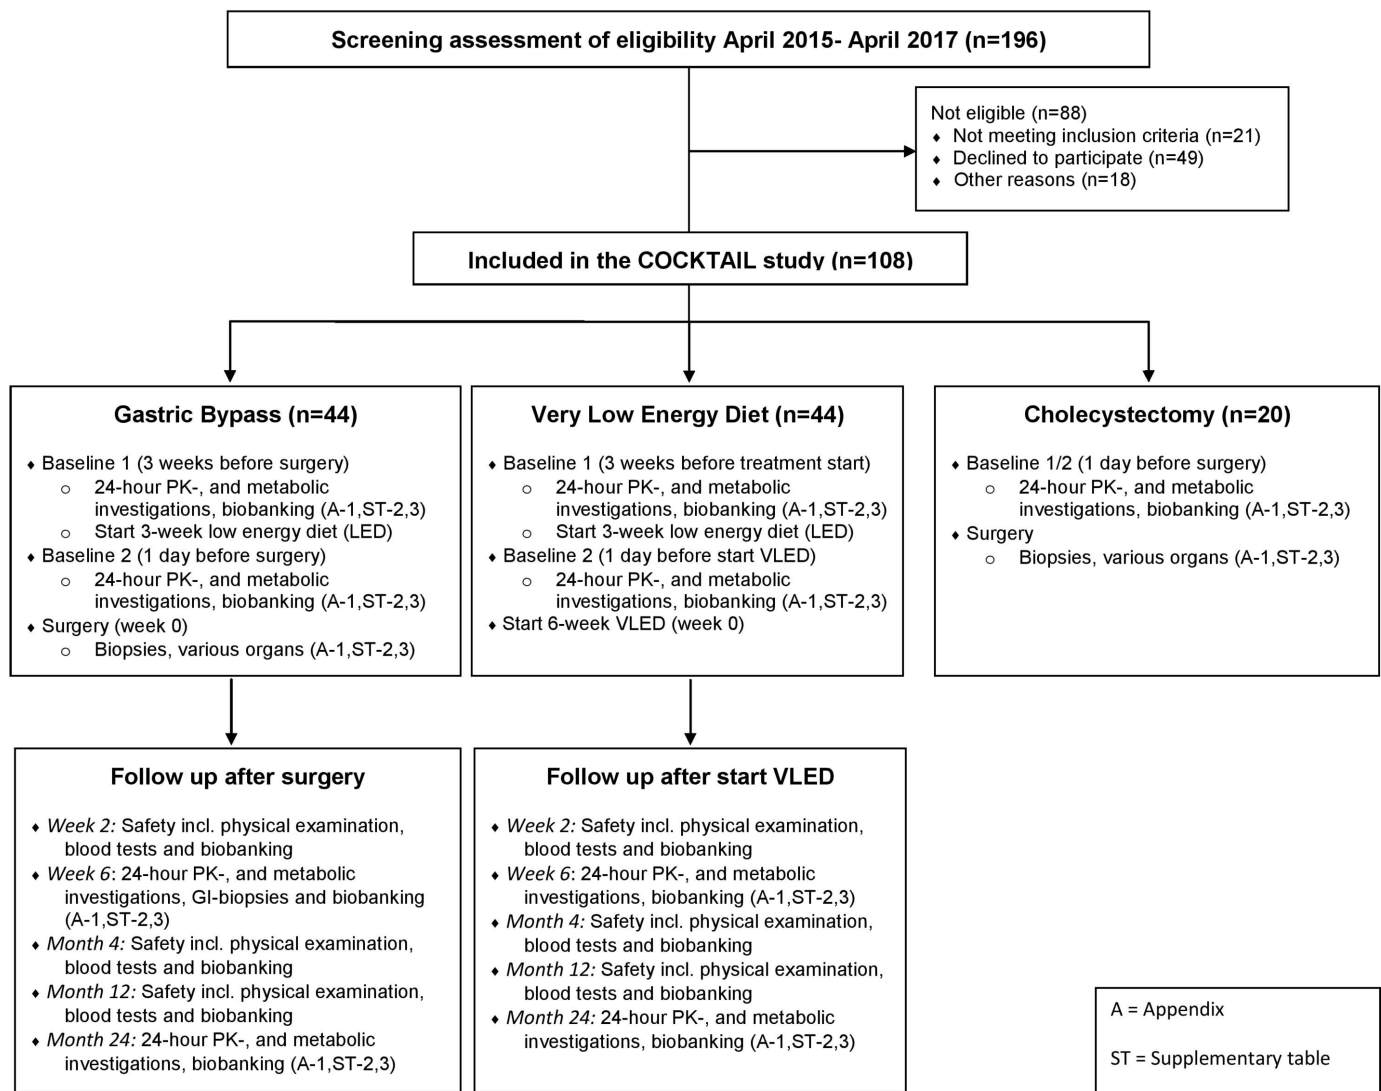 Screening assessment of eligibility April 2015- April 2017 (n=196)
Not eligible (n=88)
♦ Not meeting inclusion criteria (n=21)
♦ Declined to participate (n=49)
♦ Other reasons (n=18)
Included in the COCKTAIL study (n=108)
Gastric Bypass (n=44)
♦ Baseline 1 (3 weeks before surgery)
o 24-hour PK-, and metabolic
investigations, biobanking (A-1,ST-2,3)
o Start 3-week low energy diet (LED)
♦ Baseline 2 (1 day before surgery)
o 24-hour PK-, and metabolic
investigations, biobanking (A-1,ST-2,3)
♦ Surgery (week 0)
o Biopsies, various organs (A-1,ST-2,3)
Very Low Energy Diet (n=44)
♦ Baseline 1 (3 weeks before treatment start)
o 24-hour PK-, and metabolic
investigations, biobanking (A-1,ST-2,3)
o Start 3-week low energy diet (LED)
♦ Baseline 2 (1 day before start VLED)
o 24-hour PK-, and metabolic
investigations, biobanking (A-1,ST-2,3)
♦ Start 6-week VLED (week 0)
Cholecystectomy (n=20)
♦ Baseline 1/2 (1 day before surgery)
o 24-hour PK-, and metabolic
investigations, biobanking (A-1,ST-2,3)
♦ Surgery
o Biopsies, various organs (A-1,ST-2,3)
Follow up after surgery
♦ Week 2: Safety incl. physical examination,
blood tests and biobanking
♦ Week 6: 24-hour PK-, and metabolic
investigations, GI-biopsies and biobanking
(A-1,ST-2,3)
♦ Month 4: Safety incl. physical examination,
blood tests and biobanking
♦ Month 12: Safety incl. physical examination,
blood tests and biobanking
♦ Month 24: 24-hour PK-, and metabolic
investigations, biobanking (A-1,ST-2,3)
Follow up after start VLED
♦ Week 2: Safety incl. physical examination,
blood tests and biobanking
♦ Week 6: 24-hour PK-, and metabolic
investigations, biobanking (A-1,ST-2,3)
♦ Month 4: Safety incl. physical examination,
blood tests and biobanking
♦ Month 12: Safety incl. physical examination,
blood tests and biobanking
♦ Month 24: 24-hour PK-, and metabolic
investigations, biobanking (A-1,ST-2,3)
A = Appendix
ST = Supplementary table